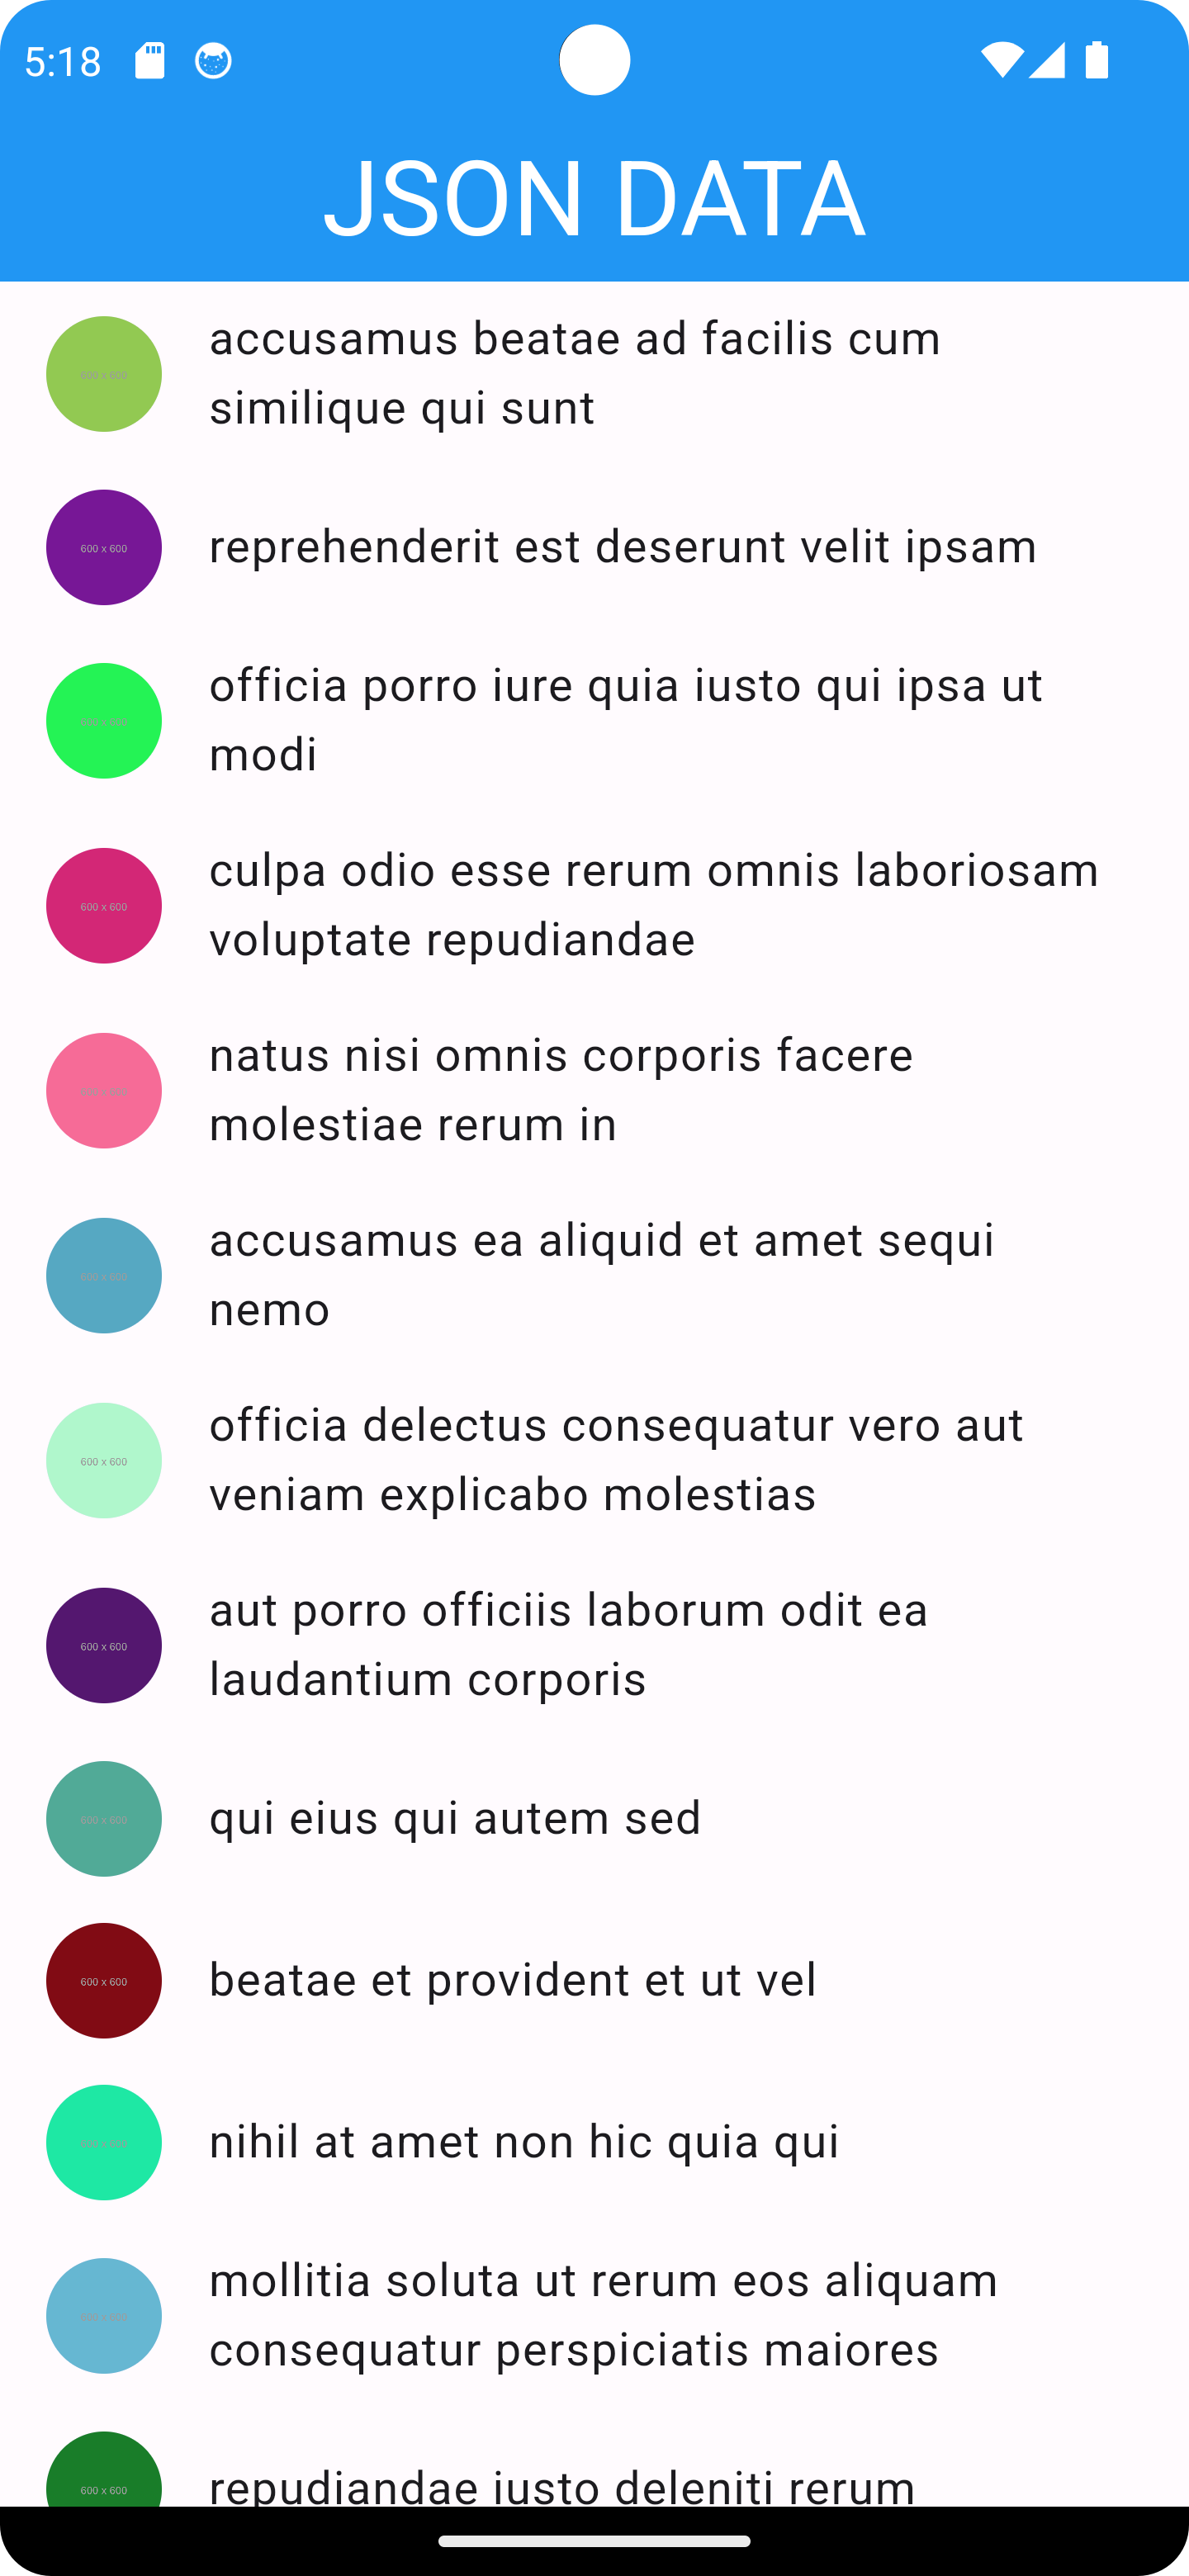 5:18
JSON DATA
600 x 600
accusamus beatae ad facilis cum
similique qui sunt
600 x 600
reprehenderit est deserunt velit ipsam
600 x 600
officia porro iure quia iusto qui ipsa ut
modi
600 x 600
culpa odio esse rerum omnis laboriosam
voluptate repudiandae
600 x 600
natus nisi omnis corporis facere
molestiae rerum in
600 x 600
accusamus ea aliquid et amet sequi
nemo
600 x 600
officia delectus consequatur vero aut
veniam explicabo molestias
600 x 600
aut porro officiis laborum odit ea
laudantium corporis
600 x 600
qui eius qui autem sed
600 x 600
beatae et provident et ut vel
600 x 600
nihil at amet non hic quia qui
600 x 600
mollitia soluta ut rerum eos aliquam
consequatur perspiciatis maiores
600 x 600
repudiandae iusto deleniti rerum